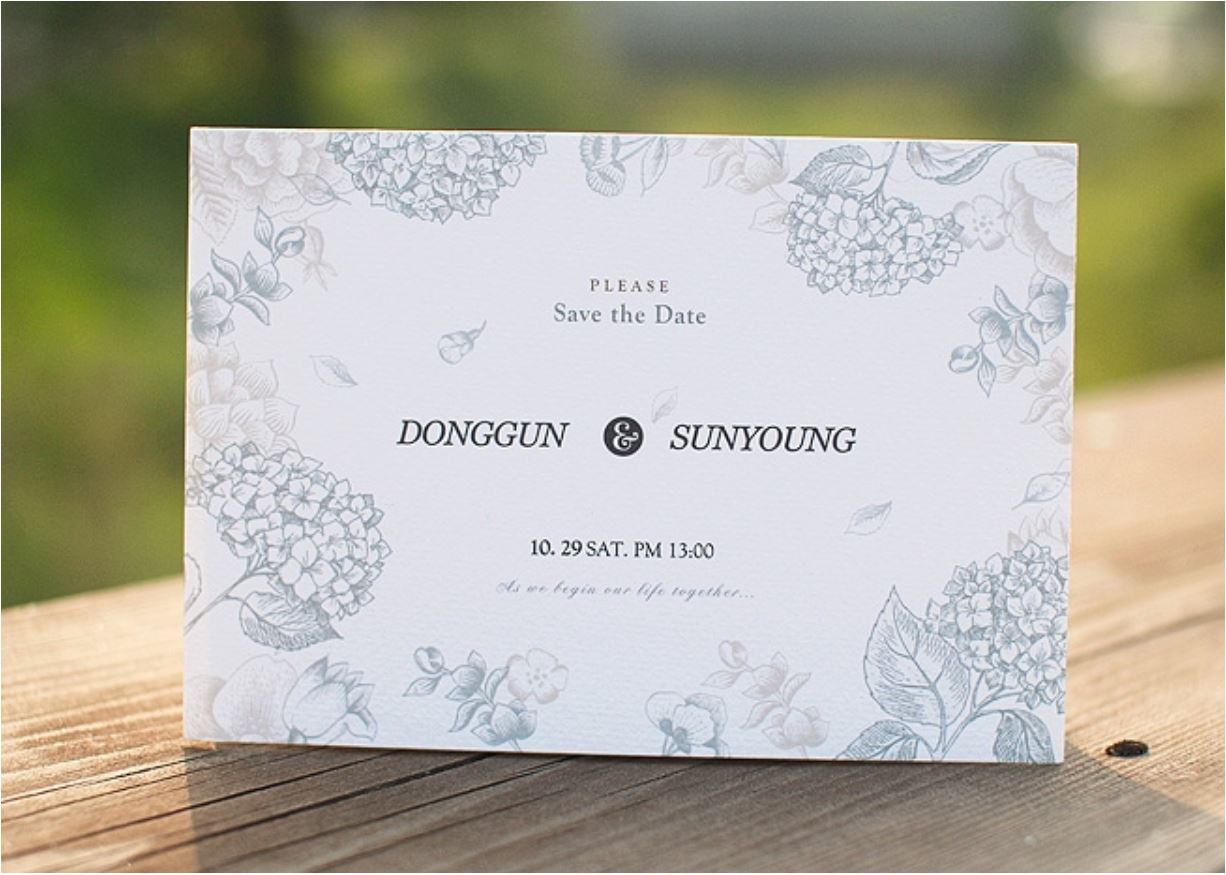 PLEASE
Save the Date
DONGGUN & SUNYOUNG
10. 29 SAT. PM 13:00
As we begin our life together...